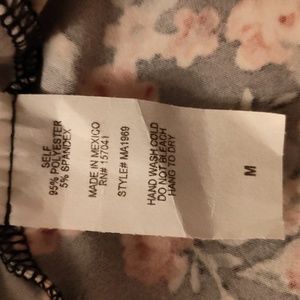 SELF
95% POLYESTER
5% SPANDEX
MADE IN MEXICO
RN# 157041
STYLE# MA1969
HAND WASH COLD
DO NOT BLEACH
HANG TO DRY
M